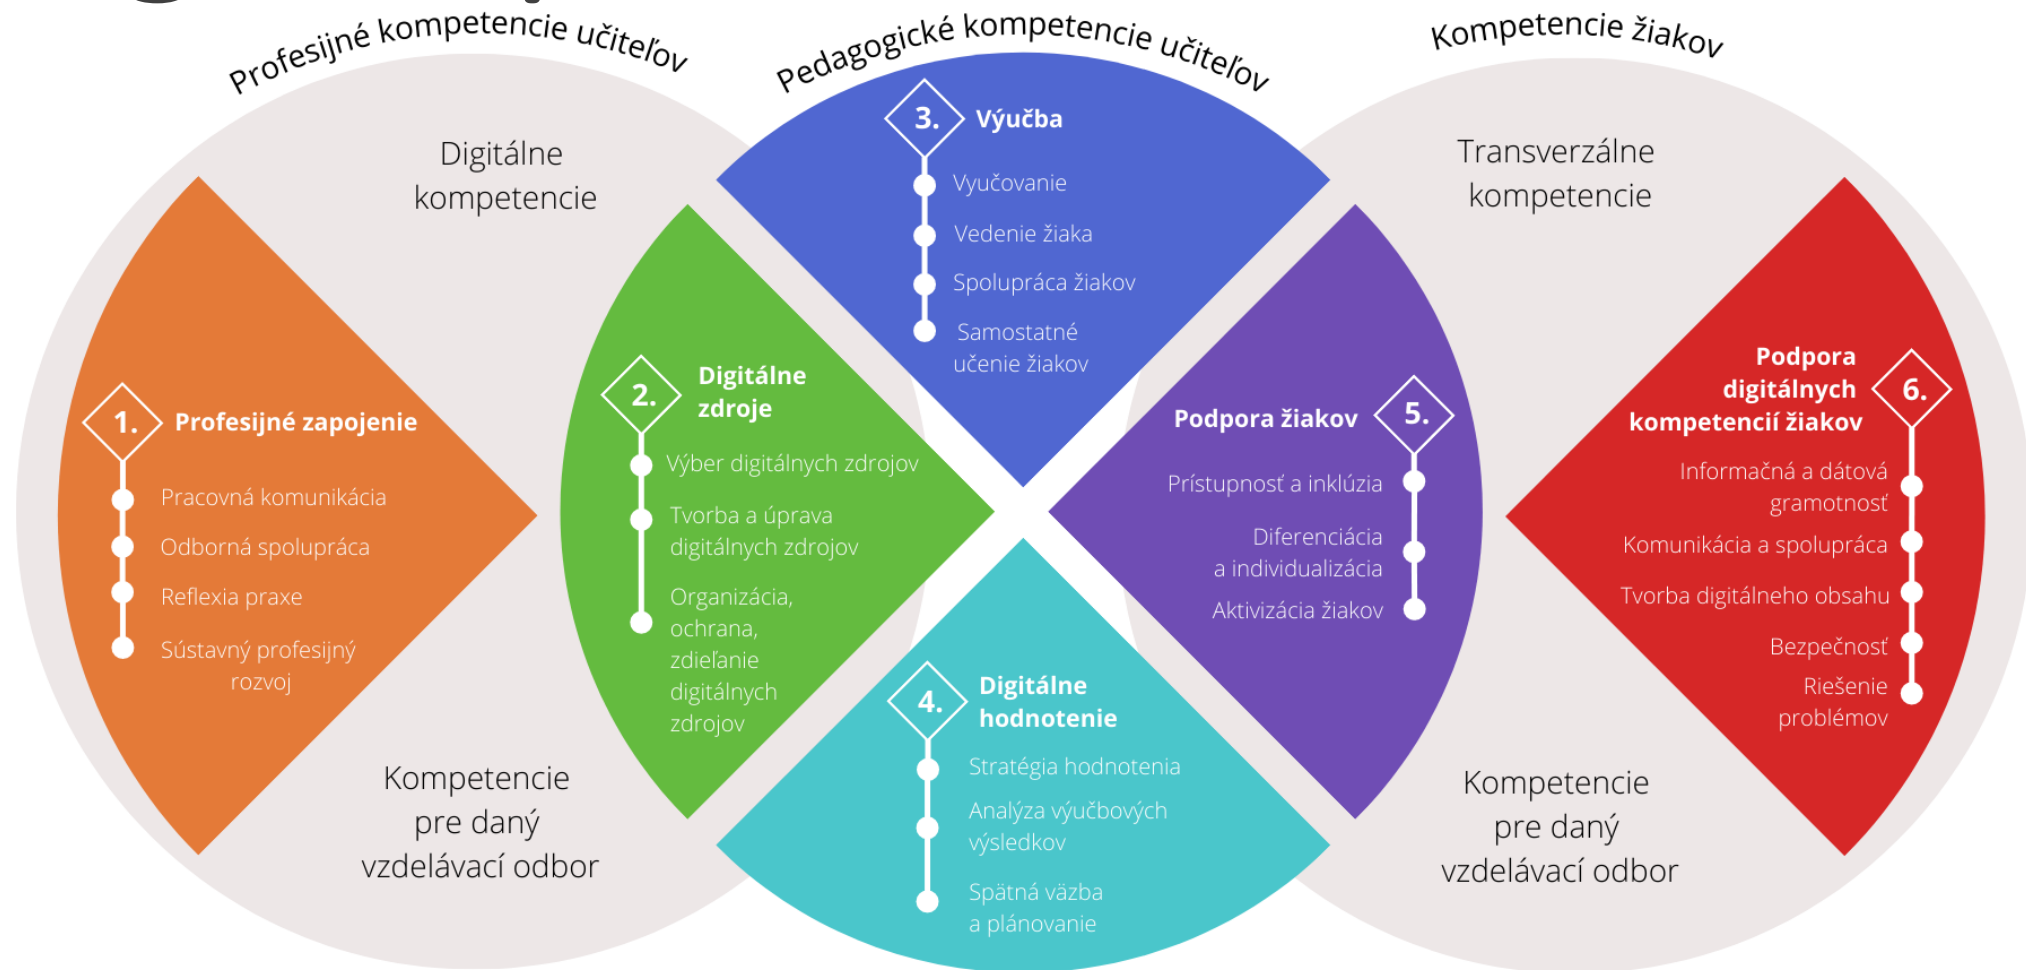 Profesijné kompetencie učiteľov
Pedagogické kompetencie učiteľov
Kompetencie žiakov
Digitálne
kompetencie
Transverzálne
kompetencie
1.
Profesijné zapojenie
Pracovná komunikácia
Odborná spolupráca
Reflexia praxe
Sústavný profesijný
rozvoj
2.
Digitálne
zdroje
Výber digitálnych zdrojov
Tvorba a úprava
digitálnych zdrojov
Organizácia,
ochrana,
zdieľanie
digitálnych
zdrojov
3.
Výučba
Vyučovanie
Vedenie žiaka
Spolupráca žiakov
Samostatné
učenie žiakov
4.
Digitálne
hodnotenie
Stratégia hodnotenia
Analýza výučbových
výsledkov
Spätná väzba
a plánovanie
5.
Podpora žiakov
Prístupnosť a inklúzia
Diferenciácia
a individualizácia
Aktivizácia žiakov
6.
Podpora
digitálnych
kompetencií žiakov
Informačná a dátová
gramotnosť
Komunikácia a spolupráca
Tvorba digitálneho obsahu
Bezpečnosť
Riešenie
problémov
Kompetencie
pre daný
vzdelávací odbor
Kompetencie
pre daný
vzdelávací odbor